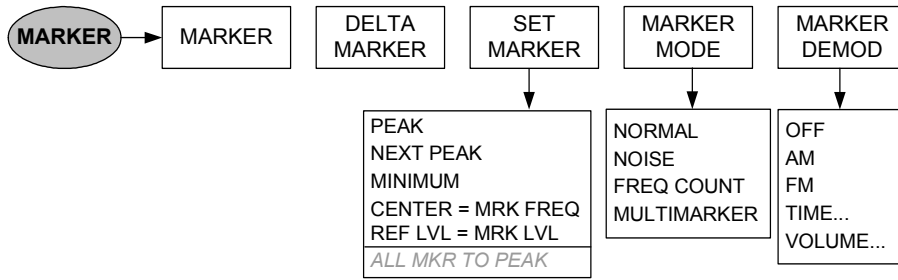 MARKER
MARKER
DELTA
MARKER
SET
MARKER
MARKER
MODE
MARKER
DEMOD
PEAK
NEXT PEAK
MINIMUM
CENTER = MRK FREQ
REF LVL = MRK LVL
ALL MKR TO PEAK
NORMAL
NOISE
FREQ COUNT
MULTIMARKER
OFF
AM
FM
TIME...
VOLUME...